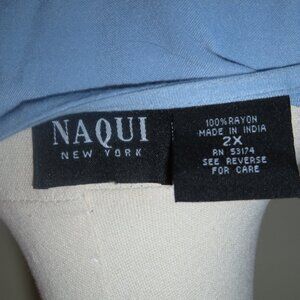 NAQUI
NEW YORK
100% RAYON
MADE IN INDIA
2X
RN 53174
SEE REVERSE
FOR CARE